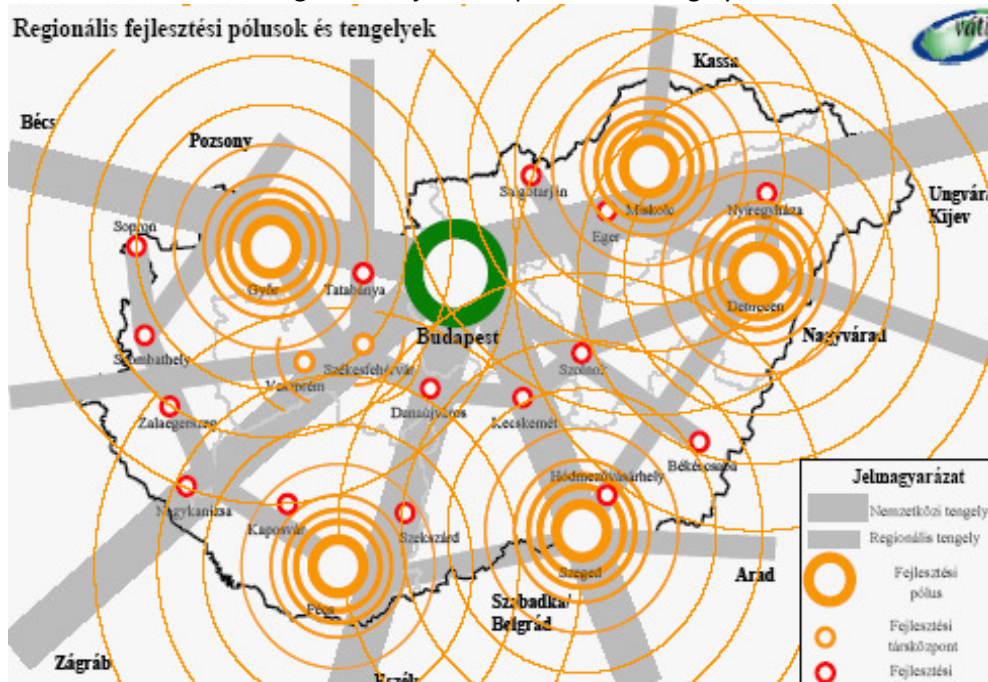 Regionális fejlesztési pólusok és tengelyek
váti
Kassa
Bécs
Pozsony
Salgótarján
Miskolc
Nyíregyháza
Ungvár
Kijev
Sopron
Eger
Győr
Tatabánya
Debrecen
Budapest
Nagyvárad
Szombathely
Székesfehérvár
Veszprém
Szolnok
Zalaegerszeg
Dunaújváros
Kecskemét
Békéscsaba
Hódmezővásárhely
Jelmagyarázat
Nagykanizsa
Kaposvár
Szekszárd
Nemzetközi tengely
Regionális tengely
Szeged
Arad
Fejlesztési
pólus
Pécs
Szabadka/
Belgrád
Fejlesztési
társközpont
Zágráb
Eszék
Fejlesztési